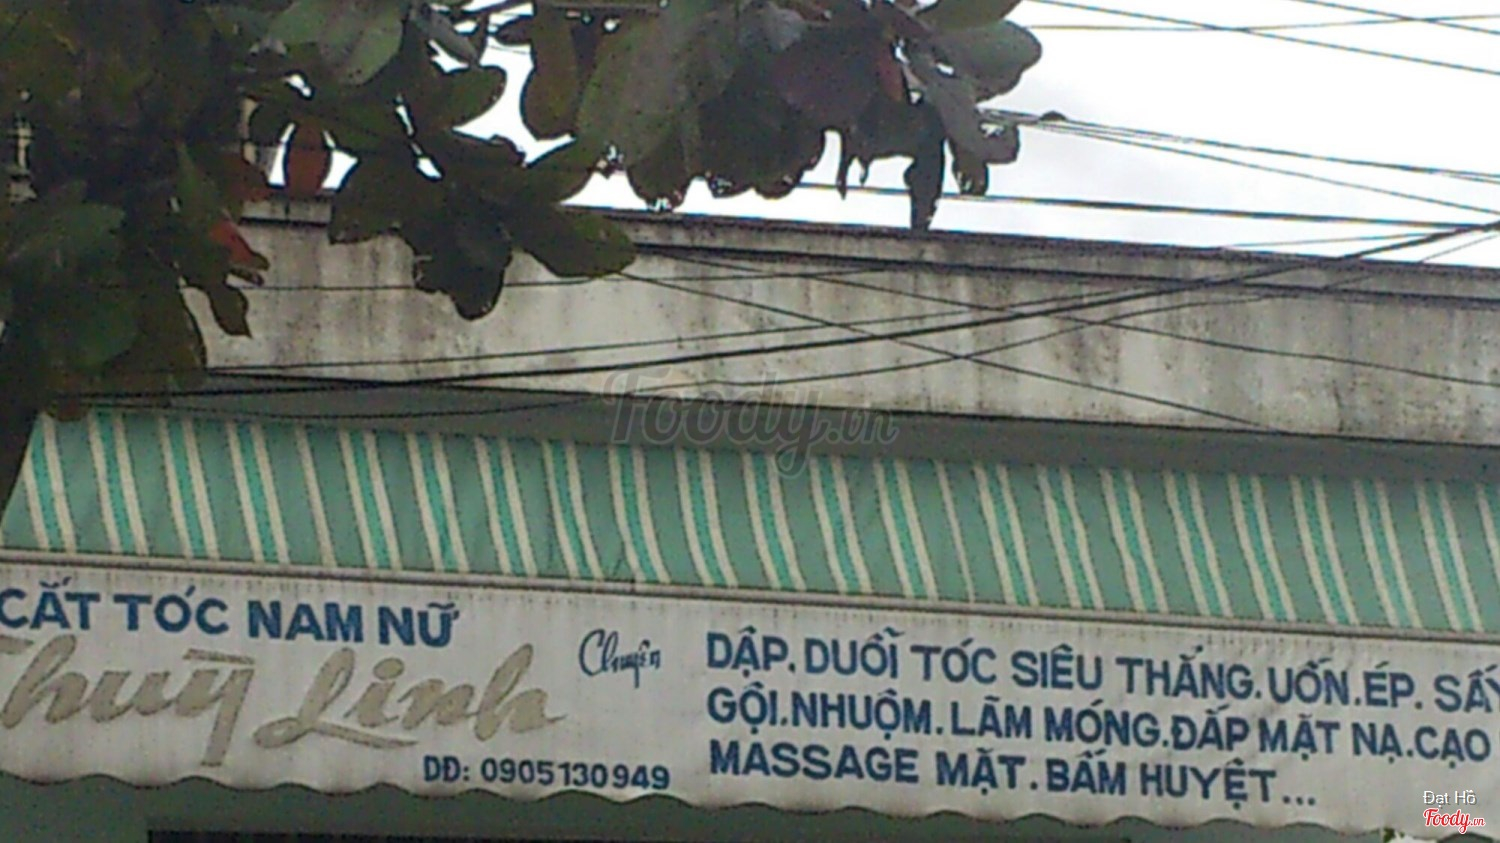 Foody.vn
CẮT TÓC NAM NỮ
Thuỳ Linh
DĐ: 0905130949
Chuyên
DẬP. DUỖI TÓC SIÊU THẲNG. UỐN. ÉP. SẤY
GỘI. NHUỘM. LÃM MÓNG. ĐẮP MẶT NẠ. CẠO
MASSAGE MẶT. BẤM HUYỆT...
Đạt Hồ
Foody.vn